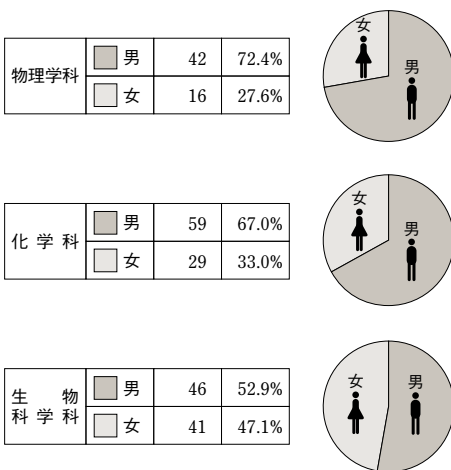 物理学科 男 42 72.4%
女 16 27.6%
女
男
化学科 男 59 67.0%
女 29 33.0%
女
男
生物科学科 男 46 52.9%
女 41 47.1%
女
男